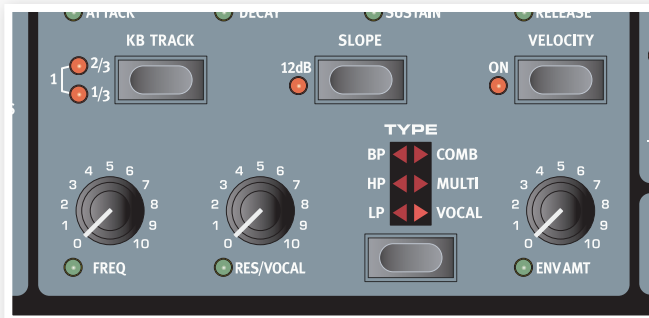 ATTACK DECAY SUSTAIN RELEASE
KB TRACK SLOPE VELOCITY
2/3
1
1/3
12dB
ON
TYPE
BP COMB
HP MULTI
LP VOCAL
0 1 2 3 4 5 6 7 8 9 10
FREQ
0 1 2 3 4 5 6 7 8 9 10
RES/VOCAL
0 1 2 3 4 5 6 7 8 9 10
ENV AMT